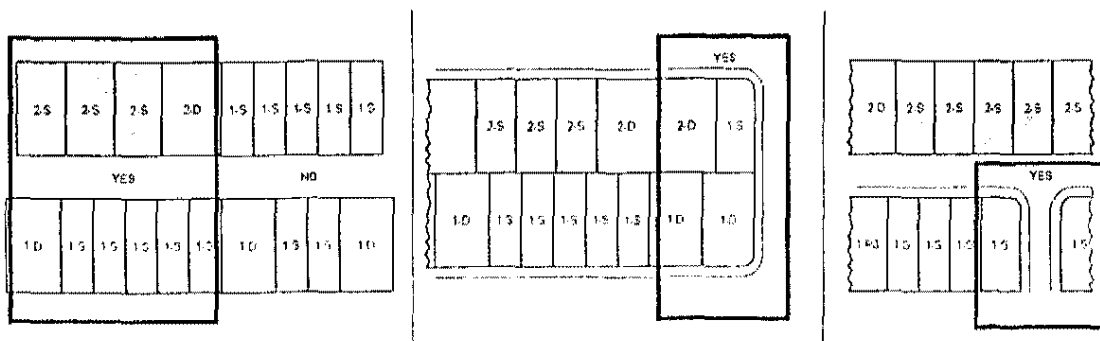 2-S 2-S 2-S 2-D 1-S 1-S 1-S 1-S 1-S
YES NO
1-D 1-S 1-S 1-S 1-S 1-S 1-D 1-S 1-S 1-D
YES
2-S 2-S 2-S 2-D 2-D 1-S
1-D 1-S 1-S 1-S 1-S 1-S 1-D 1-D
2-D 2-S 2-S 2-S 2-S 2-S
YES
1-S 1-S 1-S 1-S